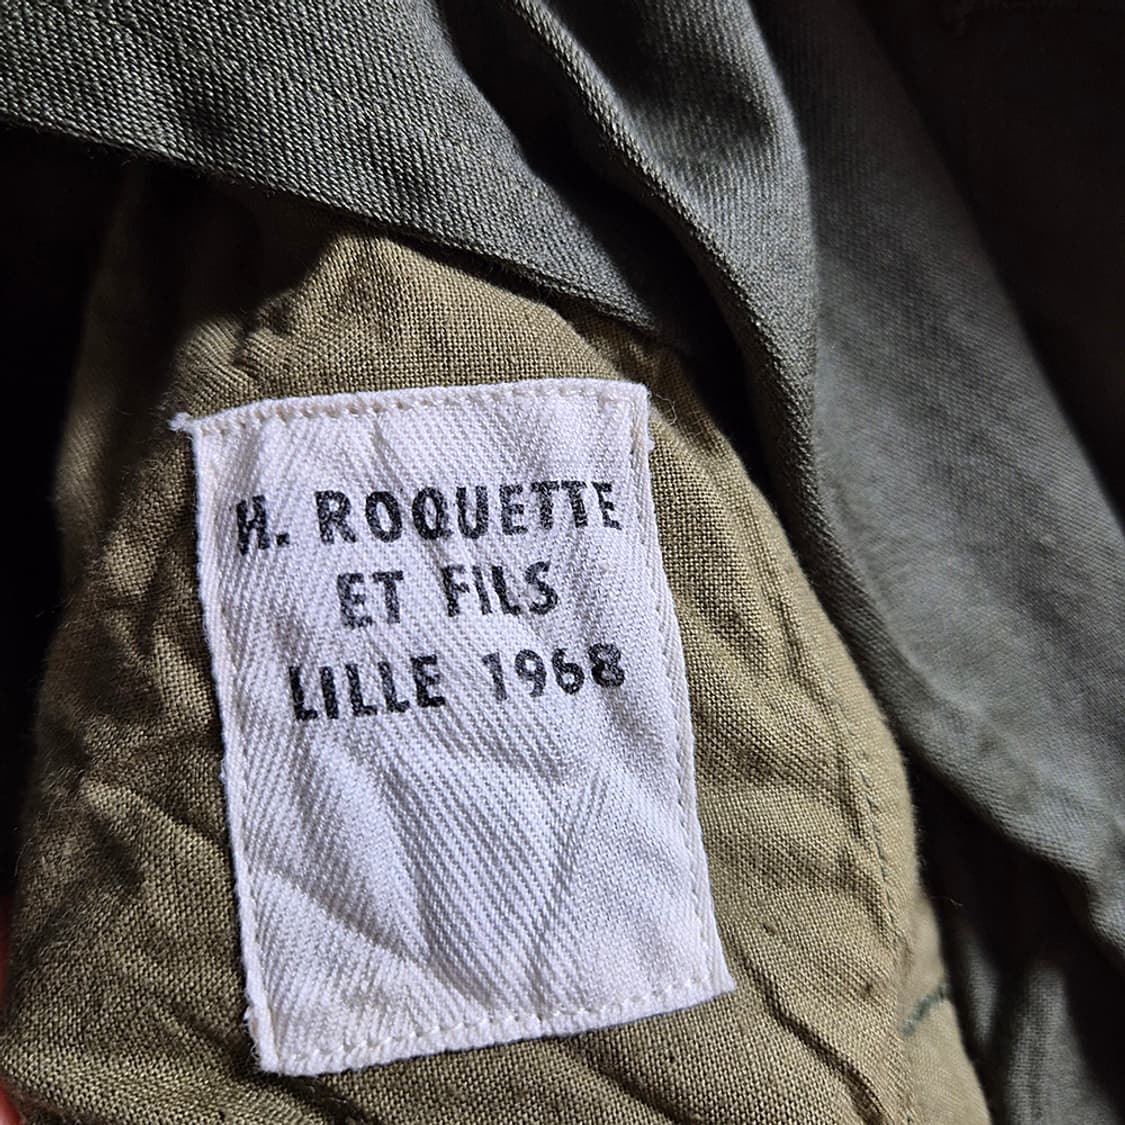 H. ROQUETTE
ET FILS
LILLE 1968